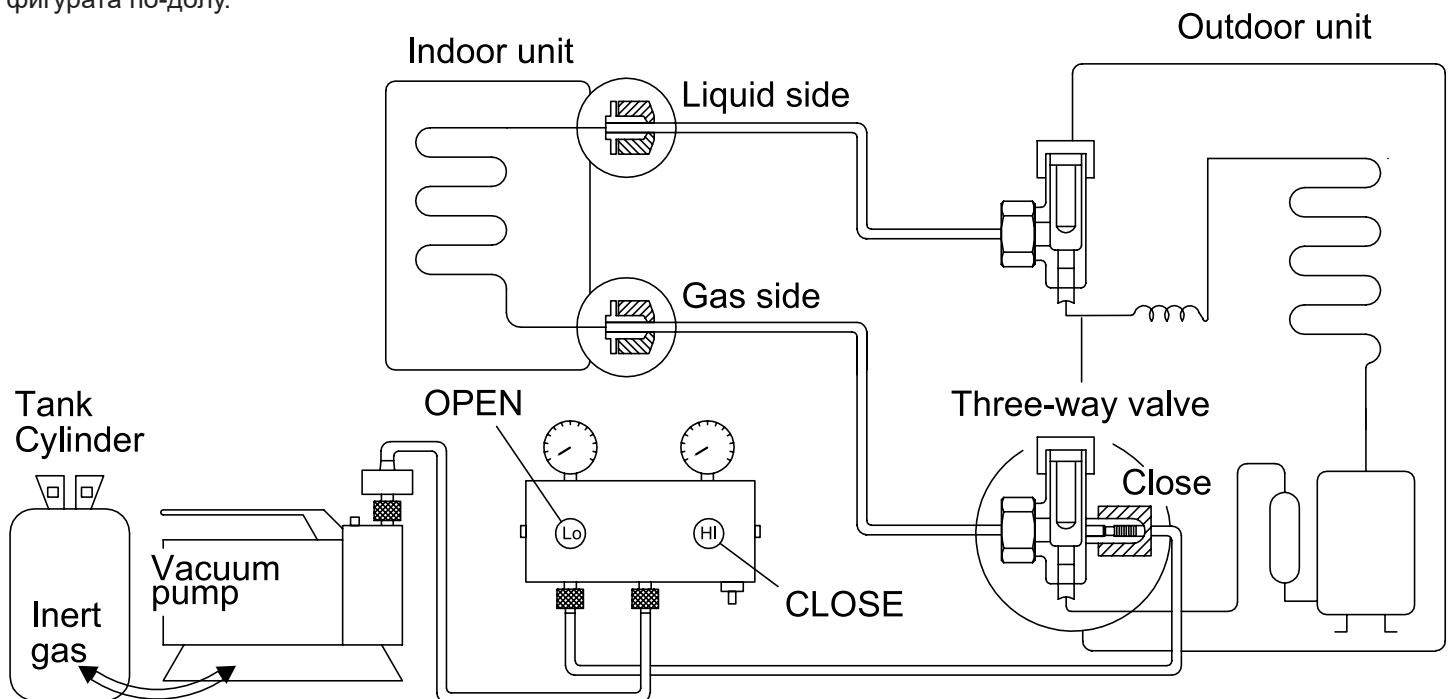 фигурата по-долу.
Outdoor unit
Indoor unit
Liquid side
Gas side
OPEN
Three-way valve
Tank
Cylinder
Close
Lo
HI
Vacuum
pump
CLOSE
Inert
gas